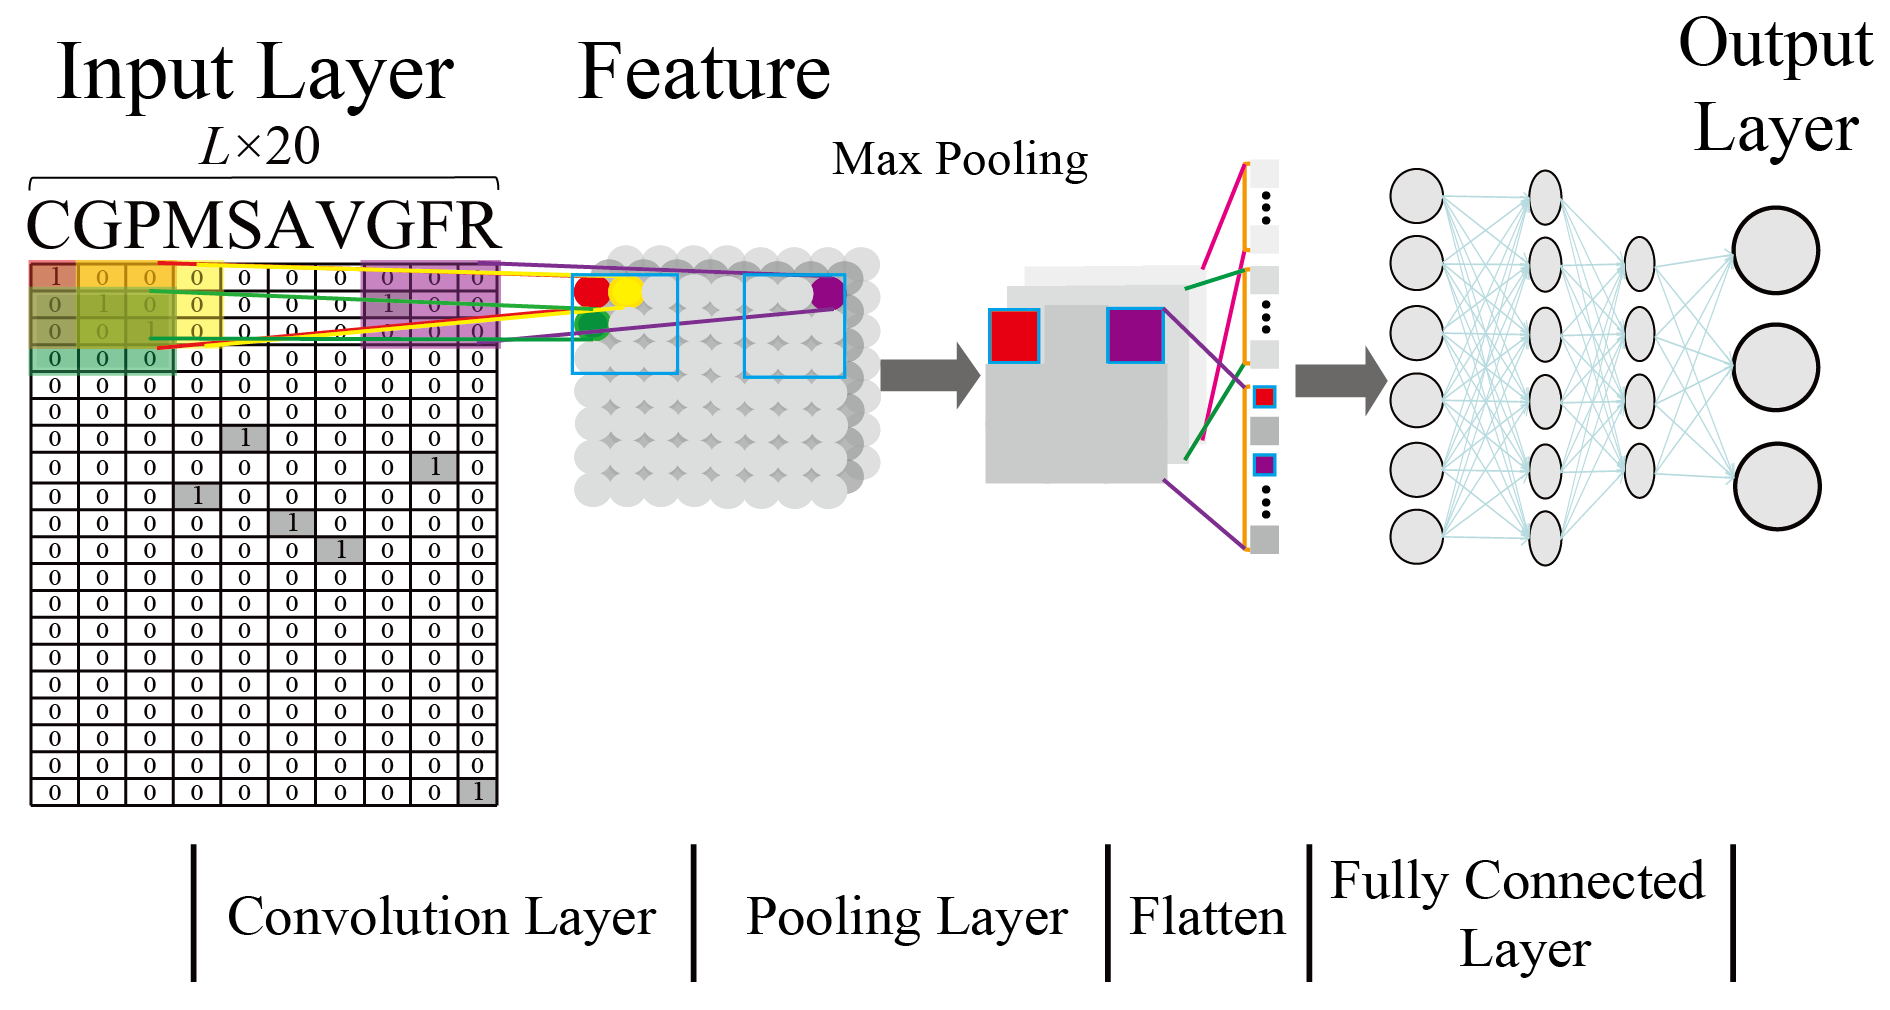 Input Layer
Feature
Output
Layer
L×20
Max Pooling
CGPMSAVGFR
1 0 0 0 0 0 0 0 0 0
0 1 0 0 0 0 0 1 0 0
0 0 1 0 0 0 0 0 0 0
0 0 0 0 0 0 0 0 0 0
0 0 0 0 0 0 0 0 0 0
0 0 0 0 0 0 0 0 0 0
0 0 0 0 1 0 0 0 0 0
0 0 0 0 0 0 0 0 1 0
0 0 0 1 0 0 0 0 0 0
0 0 0 0 0 1 0 0 0 0
0 0 0 0 0 0 1 0 0 0
0 0 0 0 0 0 0 0 0 0
0 0 0 0 0 0 0 0 0 0
0 0 0 0 0 0 0 0 0 0
0 0 0 0 0 0 0 0 0 0
0 0 0 0 0 0 0 0 0 0
0 0 0 0 0 0 0 0 0 0
0 0 0 0 0 0 0 0 0 0
0 0 0 0 0 0 0 0 0 0
0 0 0 0 0 0 0 0 0 1
Convolution Layer
Pooling Layer
Flatten
Fully Connected
Layer